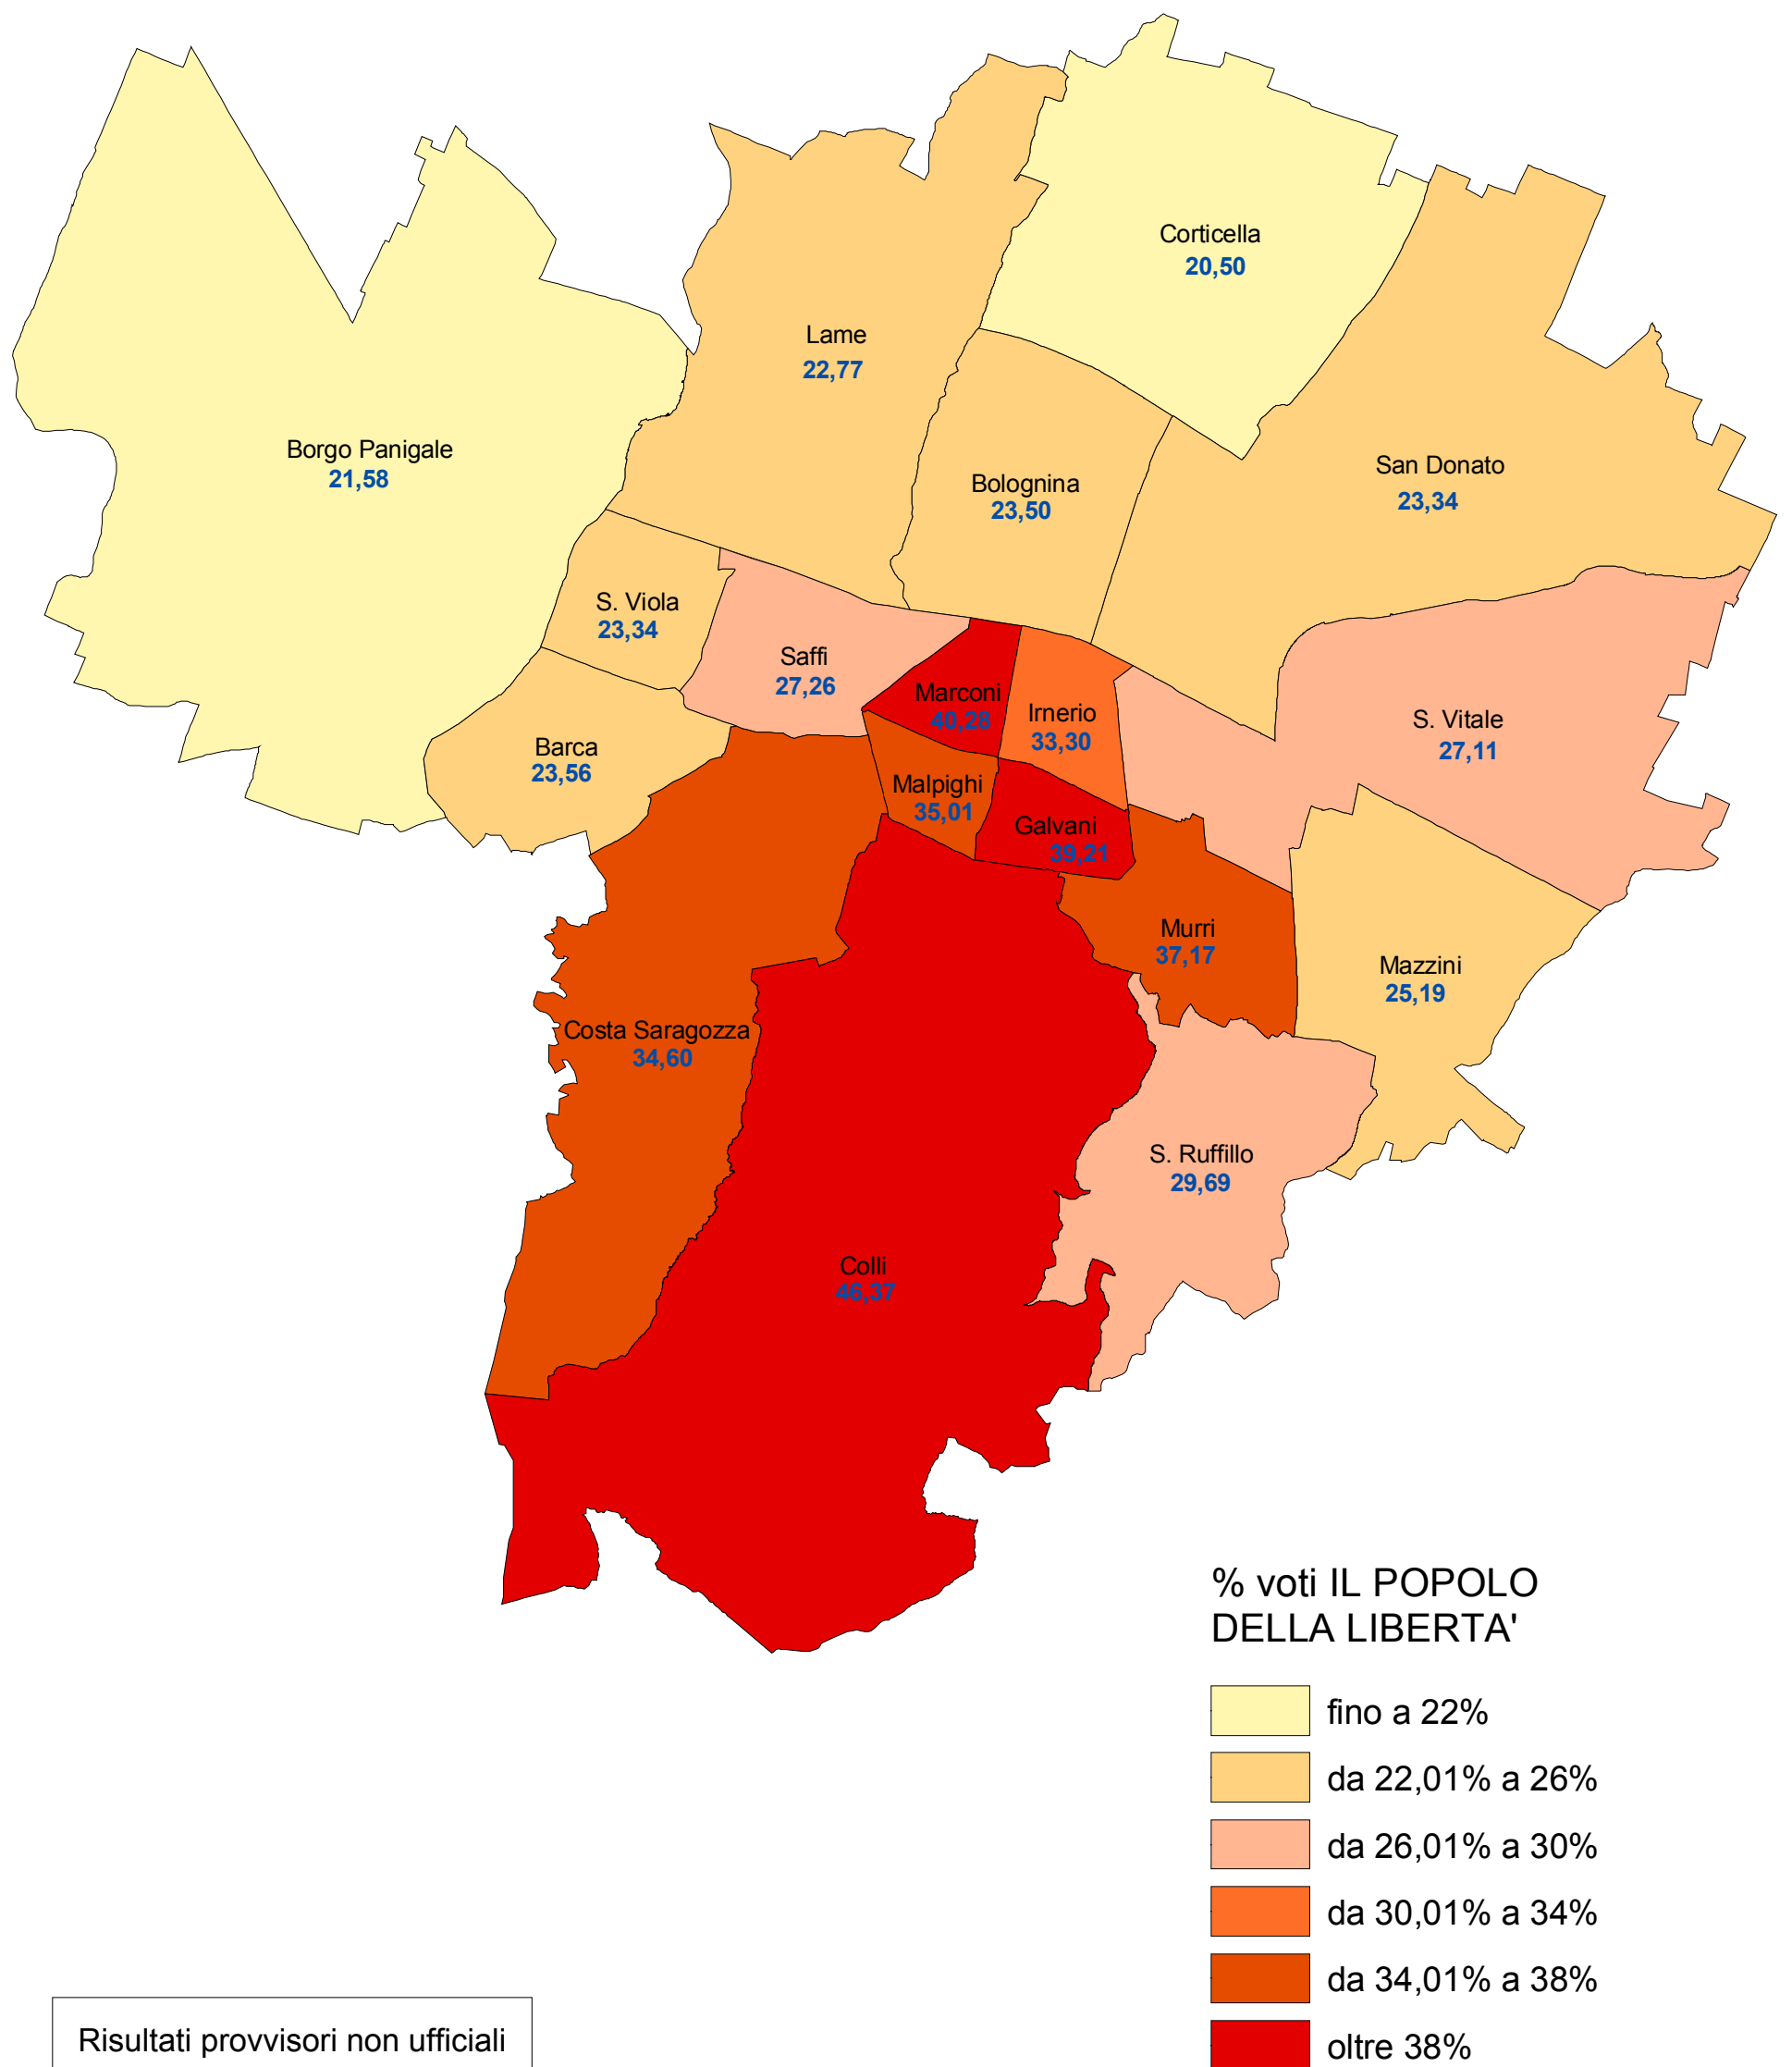 Corticella
20,50
Lame
22,77
Borgo Panigale
21,58
Bolognina
23,50
San Donato
23,34
S. Viola
23,34
Saffi
27,26
Marconi
40,28
Irnerio
33,30
S. Vitale
27,11
Barca
23,56
Malpighi
35,01
Galvani
39,21
Murri
37,17
Mazzini
25,19
Costa Saragozza
34,60
S. Ruffillo
29,69
Colli
46,37
% voti IL POPOLO
DELLA LIBERTA'
fino a 22%
da 22,01% a 26%
da 26,01% a 30%
da 30,01% a 34%
da 34,01% a 38%
oltre 38%
Risultati provvisori non ufficiali